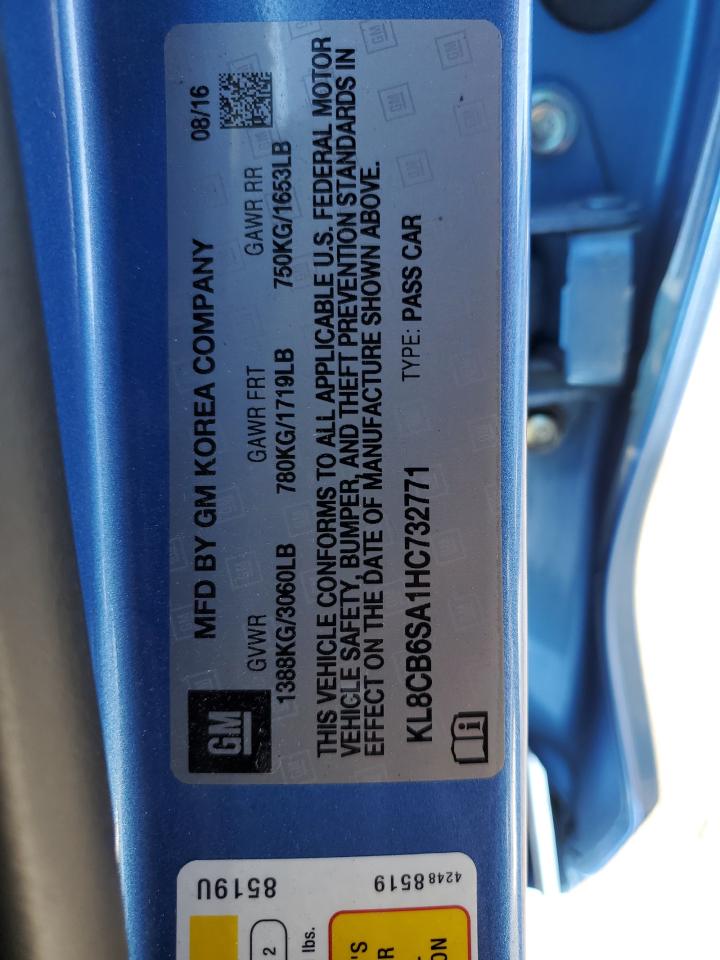 MFD BY GM KOREA COMPANY 08/16
GVWR GAWR FRT GAWR RR
1388KG/3060LB 780KG/1719LB 750KG/1653LB
THIS VEHICLE CONFORMS TO ALL APPLICABLE U.S. FEDERAL MOTOR
VEHICLE SAFETY, BUMPER, AND THEFT PREVENTION STANDARDS IN
EFFECT ON THE DATE OF MANUFACTURE SHOWN ABOVE.
KL8CB6SA1HC732771 TYPE: PASS CAR
GM
8519U
42488519
2
lbs.
'S
R
ON